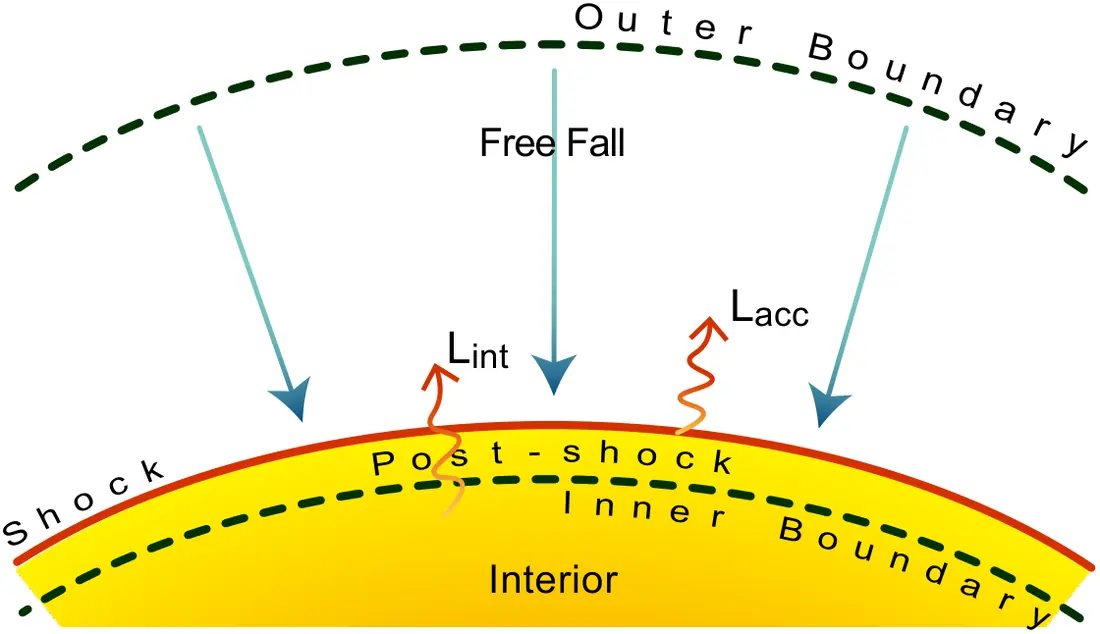 Outer Boundary
Free Fall
Lacc
Lint
Shock
Post-shock
Inner Boundary
Interior